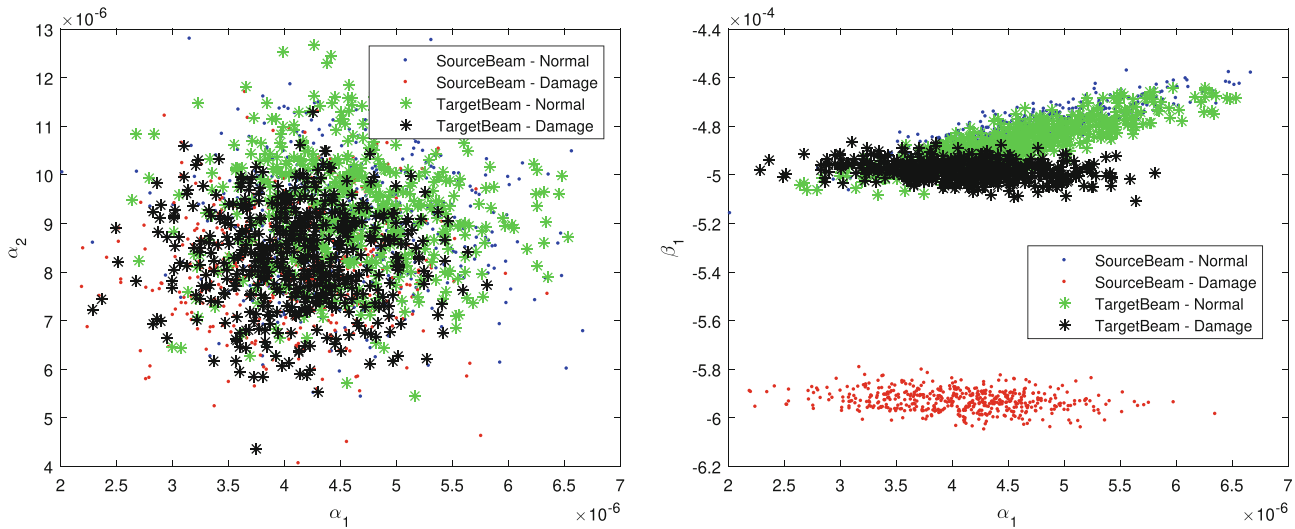 ×10⁻⁶
13
12
11
10
9
8
7
6
5
4
α₂
SourceBeam - Normal
SourceBeam - Damage
TargetBeam - Normal
TargetBeam - Damage
2 2.5 3 3.5 4 4.5 5 5.5 6 6.5 7
α₁ ×10⁻⁶
×10⁻⁴
-4.4
-4.6
-4.8
-5
-5.2
-5.4
-5.6
-5.8
-6
-6.2
β₁
SourceBeam - Normal
SourceBeam - Damage
TargetBeam - Normal
TargetBeam - Damage
2 2.5 3 3.5 4 4.5 5 5.5 6 6.5 7
α₁ ×10⁻⁶